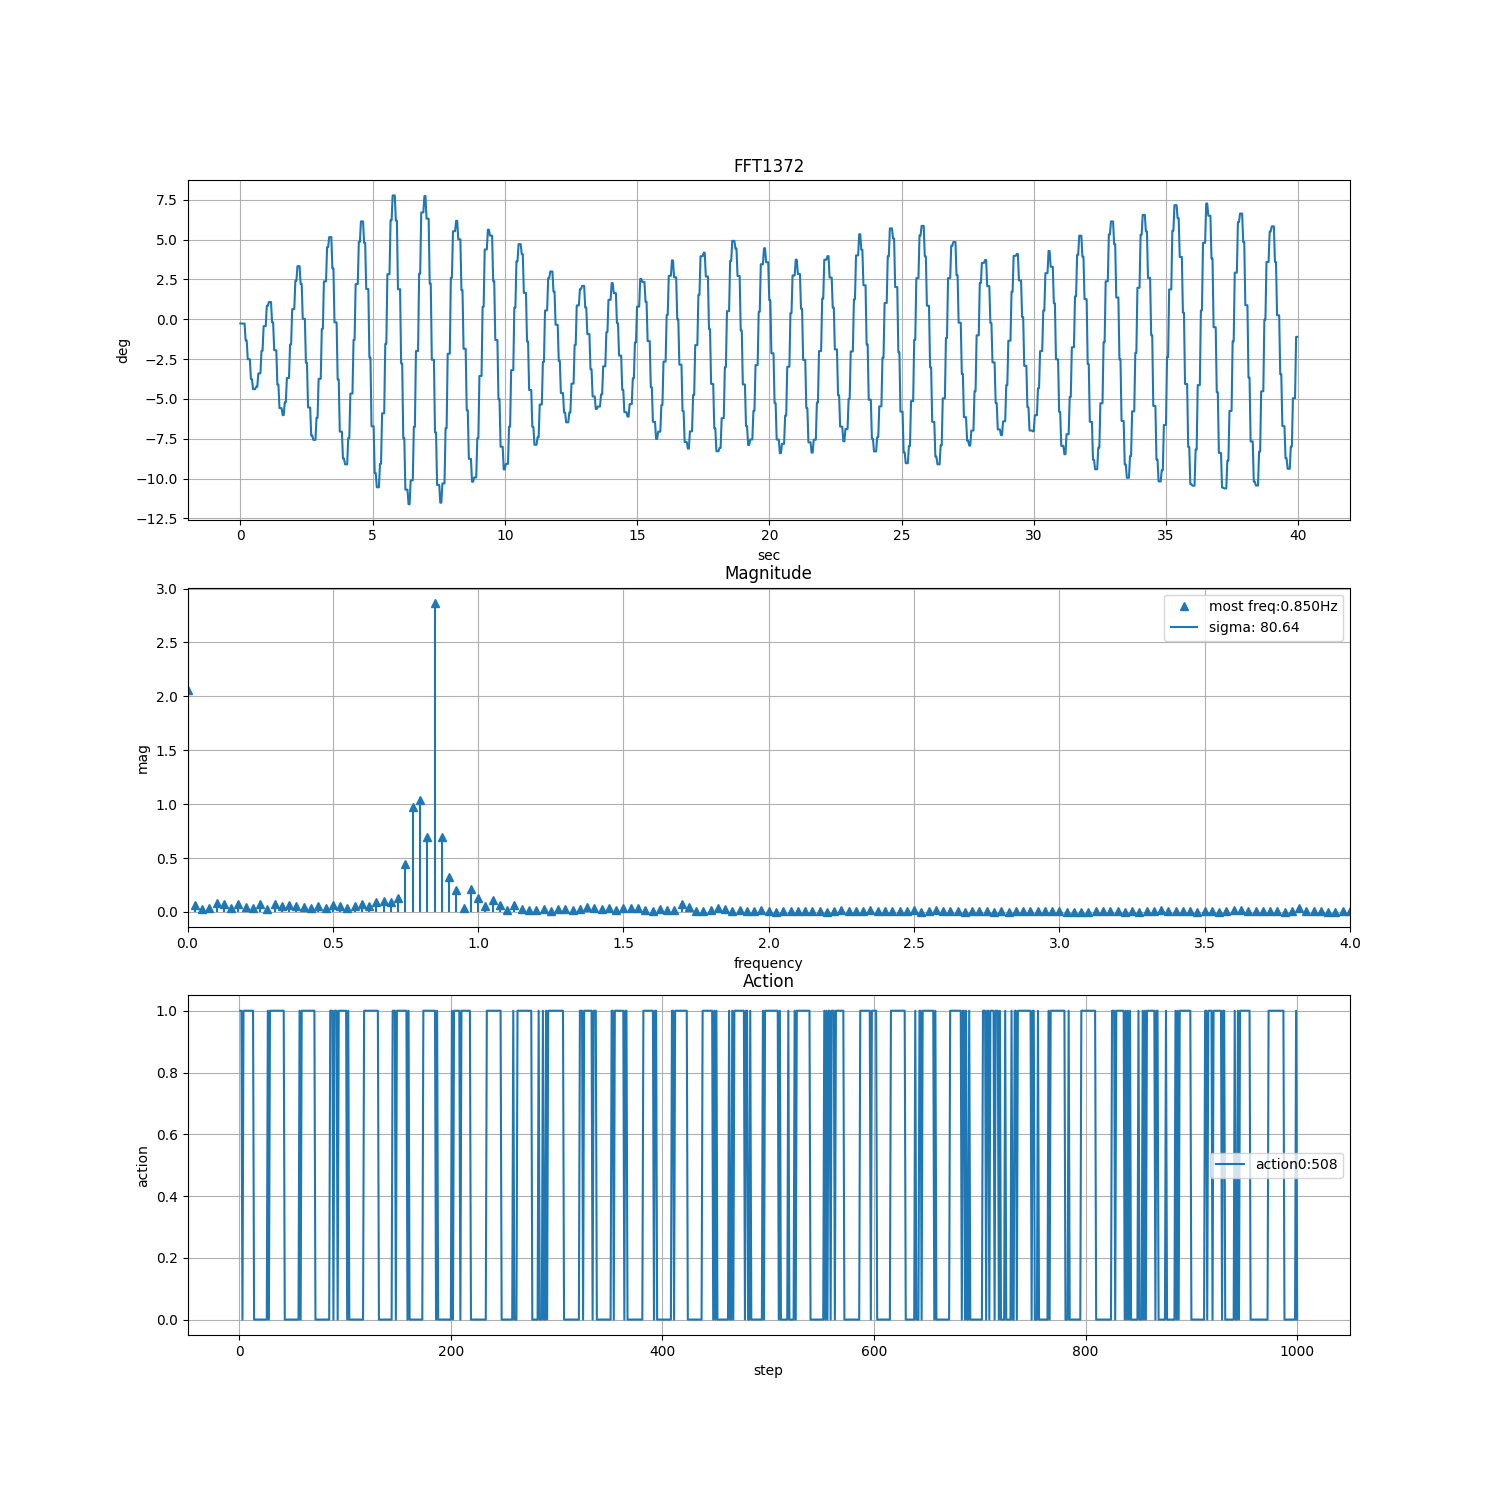 FFT1372
7.5
5.0
2.5
0.0
−2.5
−5.0
−7.5
−10.0
−12.5
deg
0 5 10 15 20 25 30 35 40
sec
Magnitude
3.0
2.5
2.0
1.5
1.0
0.5
0.0
mag
most freq:0.850Hz
sigma: 80.64
0.0 0.5 1.0 1.5 2.0 2.5 3.0 3.5 4.0
frequency
Action
1.0
0.8
0.6
0.4
0.2
0.0
action
action0:508
0 200 400 600 800 1000
step